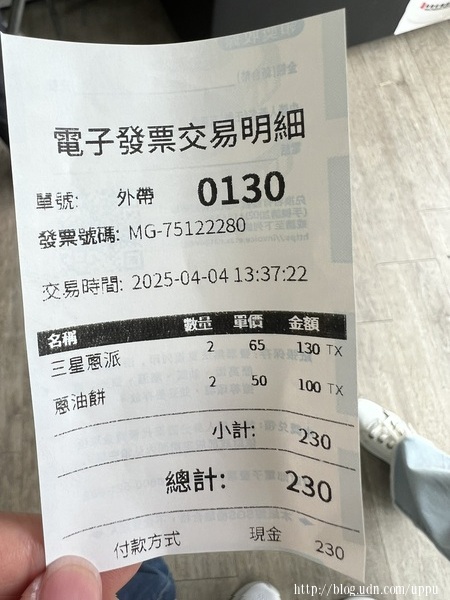 電子發票交易明細
單號: 外帶 0130
發票號碼: MG-75122280
交易時間: 2025-04-04 13:37:22
名稱 數量 單價 金額
三星蔥派 2 65 130 TX
蔥油餅 2 50 100 TX
小計: 230
總計: 230
付款方式 現金 230
http://blog.udn.com/uppu